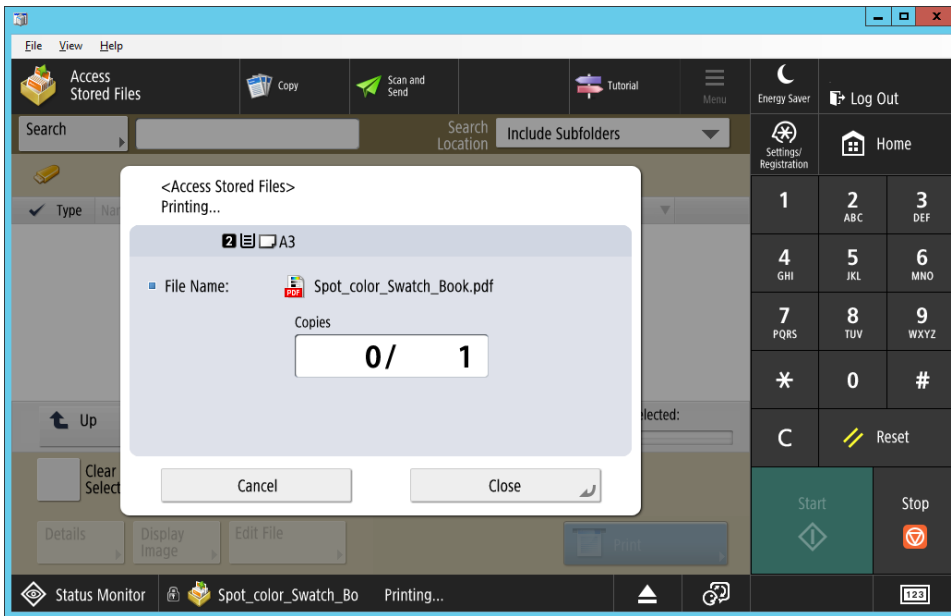 File View Help
Access
Stored Files
Copy
Scan and
Send
Tutorial
Menu
Energy Saver
Log Out
Search
Search
Location
Include Subfolders
Settings/
Registration
Home
<Access Stored Files>
Printing...
Type
2 A3
File Name:
PDF
Spot_color_Swatch_Book.pdf
Copies
0/ 1
1
2
ABC
3
DEF
4
GHI
5
JKL
6
MNO
7
PQRS
8
TUV
9
WXYZ
0
#
C
Reset
Up
Clear
Cancel
Close
Details
Display
Image
Edit File
Print
Start
Stop
Status Monitor
Spot_color_Swatch_Bo
Printing...
123